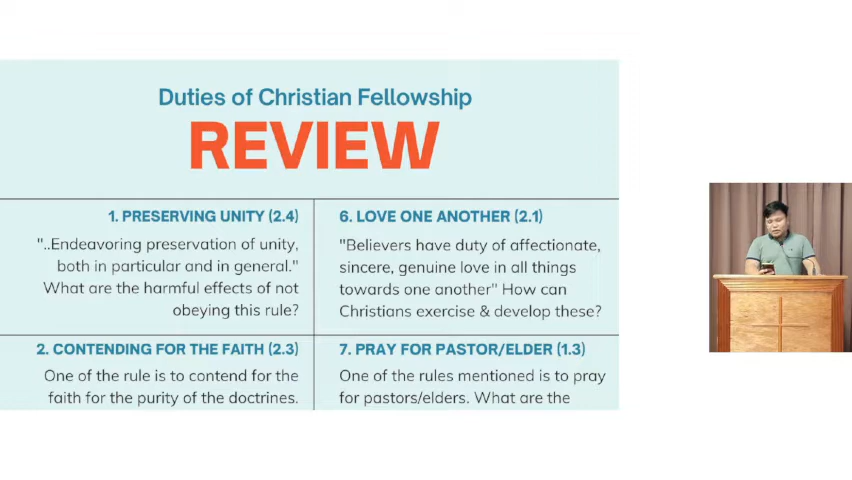 Duties of Christian Fellowship
REVIEW
1. PRESERVING UNITY (2.4)
"..Endeavoring preservation of unity,
both in particular and in general."
What are the harmful effects of not
obeying this rule?
2. CONTENDING FOR THE FAITH (2.3)
One of the rule is to contend for the
faith for the purity of the doctrines.
6. LOVE ONE ANOTHER (2.1)
"Believers have duty of affectionate,
sincere, genuine love in all things
towards one another" How can
Christians exercise & develop these?
7. PRAY FOR PASTOR/ELDER (1.3)
One of the rules mentioned is to pray
for pastors/elders. What are the